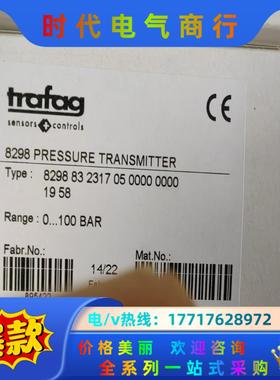 时代电气商行
trafag
sensors controls
CE
8298 PRESSURE TRANSMITTER
Type : 8298 83 2317 05 0000 0000
19 58
Range : 0...100 BAR
Fabr.No.:
Mat.No.:
14/22
爆款
电/v热线：17717628972
价格美丽 欢迎咨询
全系列一站式采购